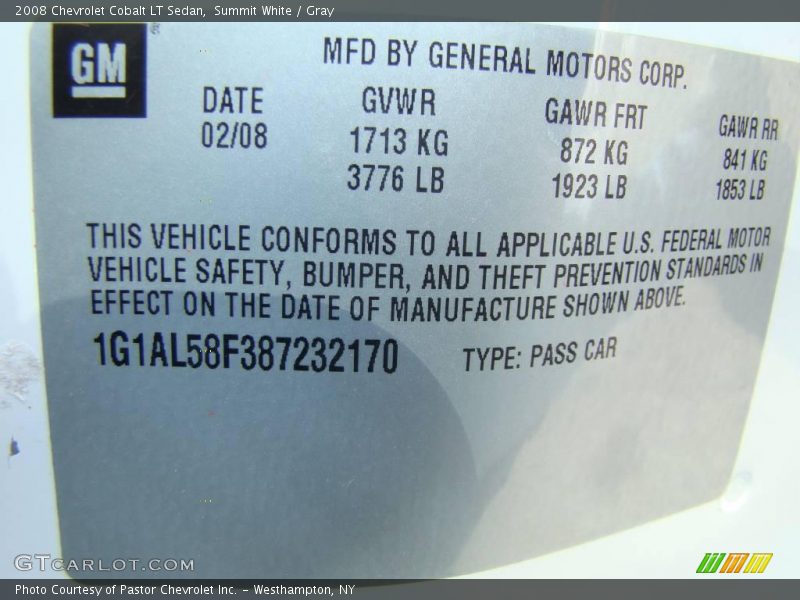 2008 Chevrolet Cobalt LT Sedan, Summit White / Gray
GM ®
MFD BY GENERAL MOTORS CORP.
DATE GVWR GAWR FRT GAWR RR
02/08 1713 KG 872 KG 841 KG
3776 LB 1923 LB 1853 LB
THIS VEHICLE CONFORMS TO ALL APPLICABLE U.S. FEDERAL MOTOR
VEHICLE SAFETY, BUMPER, AND THEFT PREVENTION STANDARDS IN
EFFECT ON THE DATE OF MANUFACTURE SHOWN ABOVE.
1G1AL58F387232170 TYPE: PASS CAR
GTCARLOT.COM
Photo Courtesy of Pastor Chevrolet Inc. - Westhampton, NY